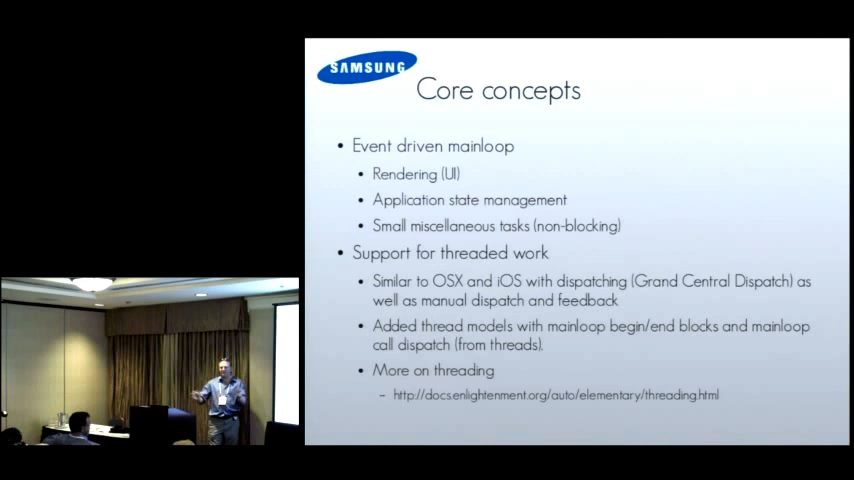 SAMSUNG
Core concepts
• Event driven mainloop
• Rendering (UI)
• Application state management
• Small miscellaneous tasks (non-blocking)
• Support for threaded work
• Similar to OSX and iOS with dispatching (Grand Central Dispatch) as
well as manual dispatch and feedback
• Added thread models with mainloop begin/end blocks and mainloop
call dispatch (from threads).
• More on threading
– http://docs.enlightenment.org/auto/elementary/threading.html